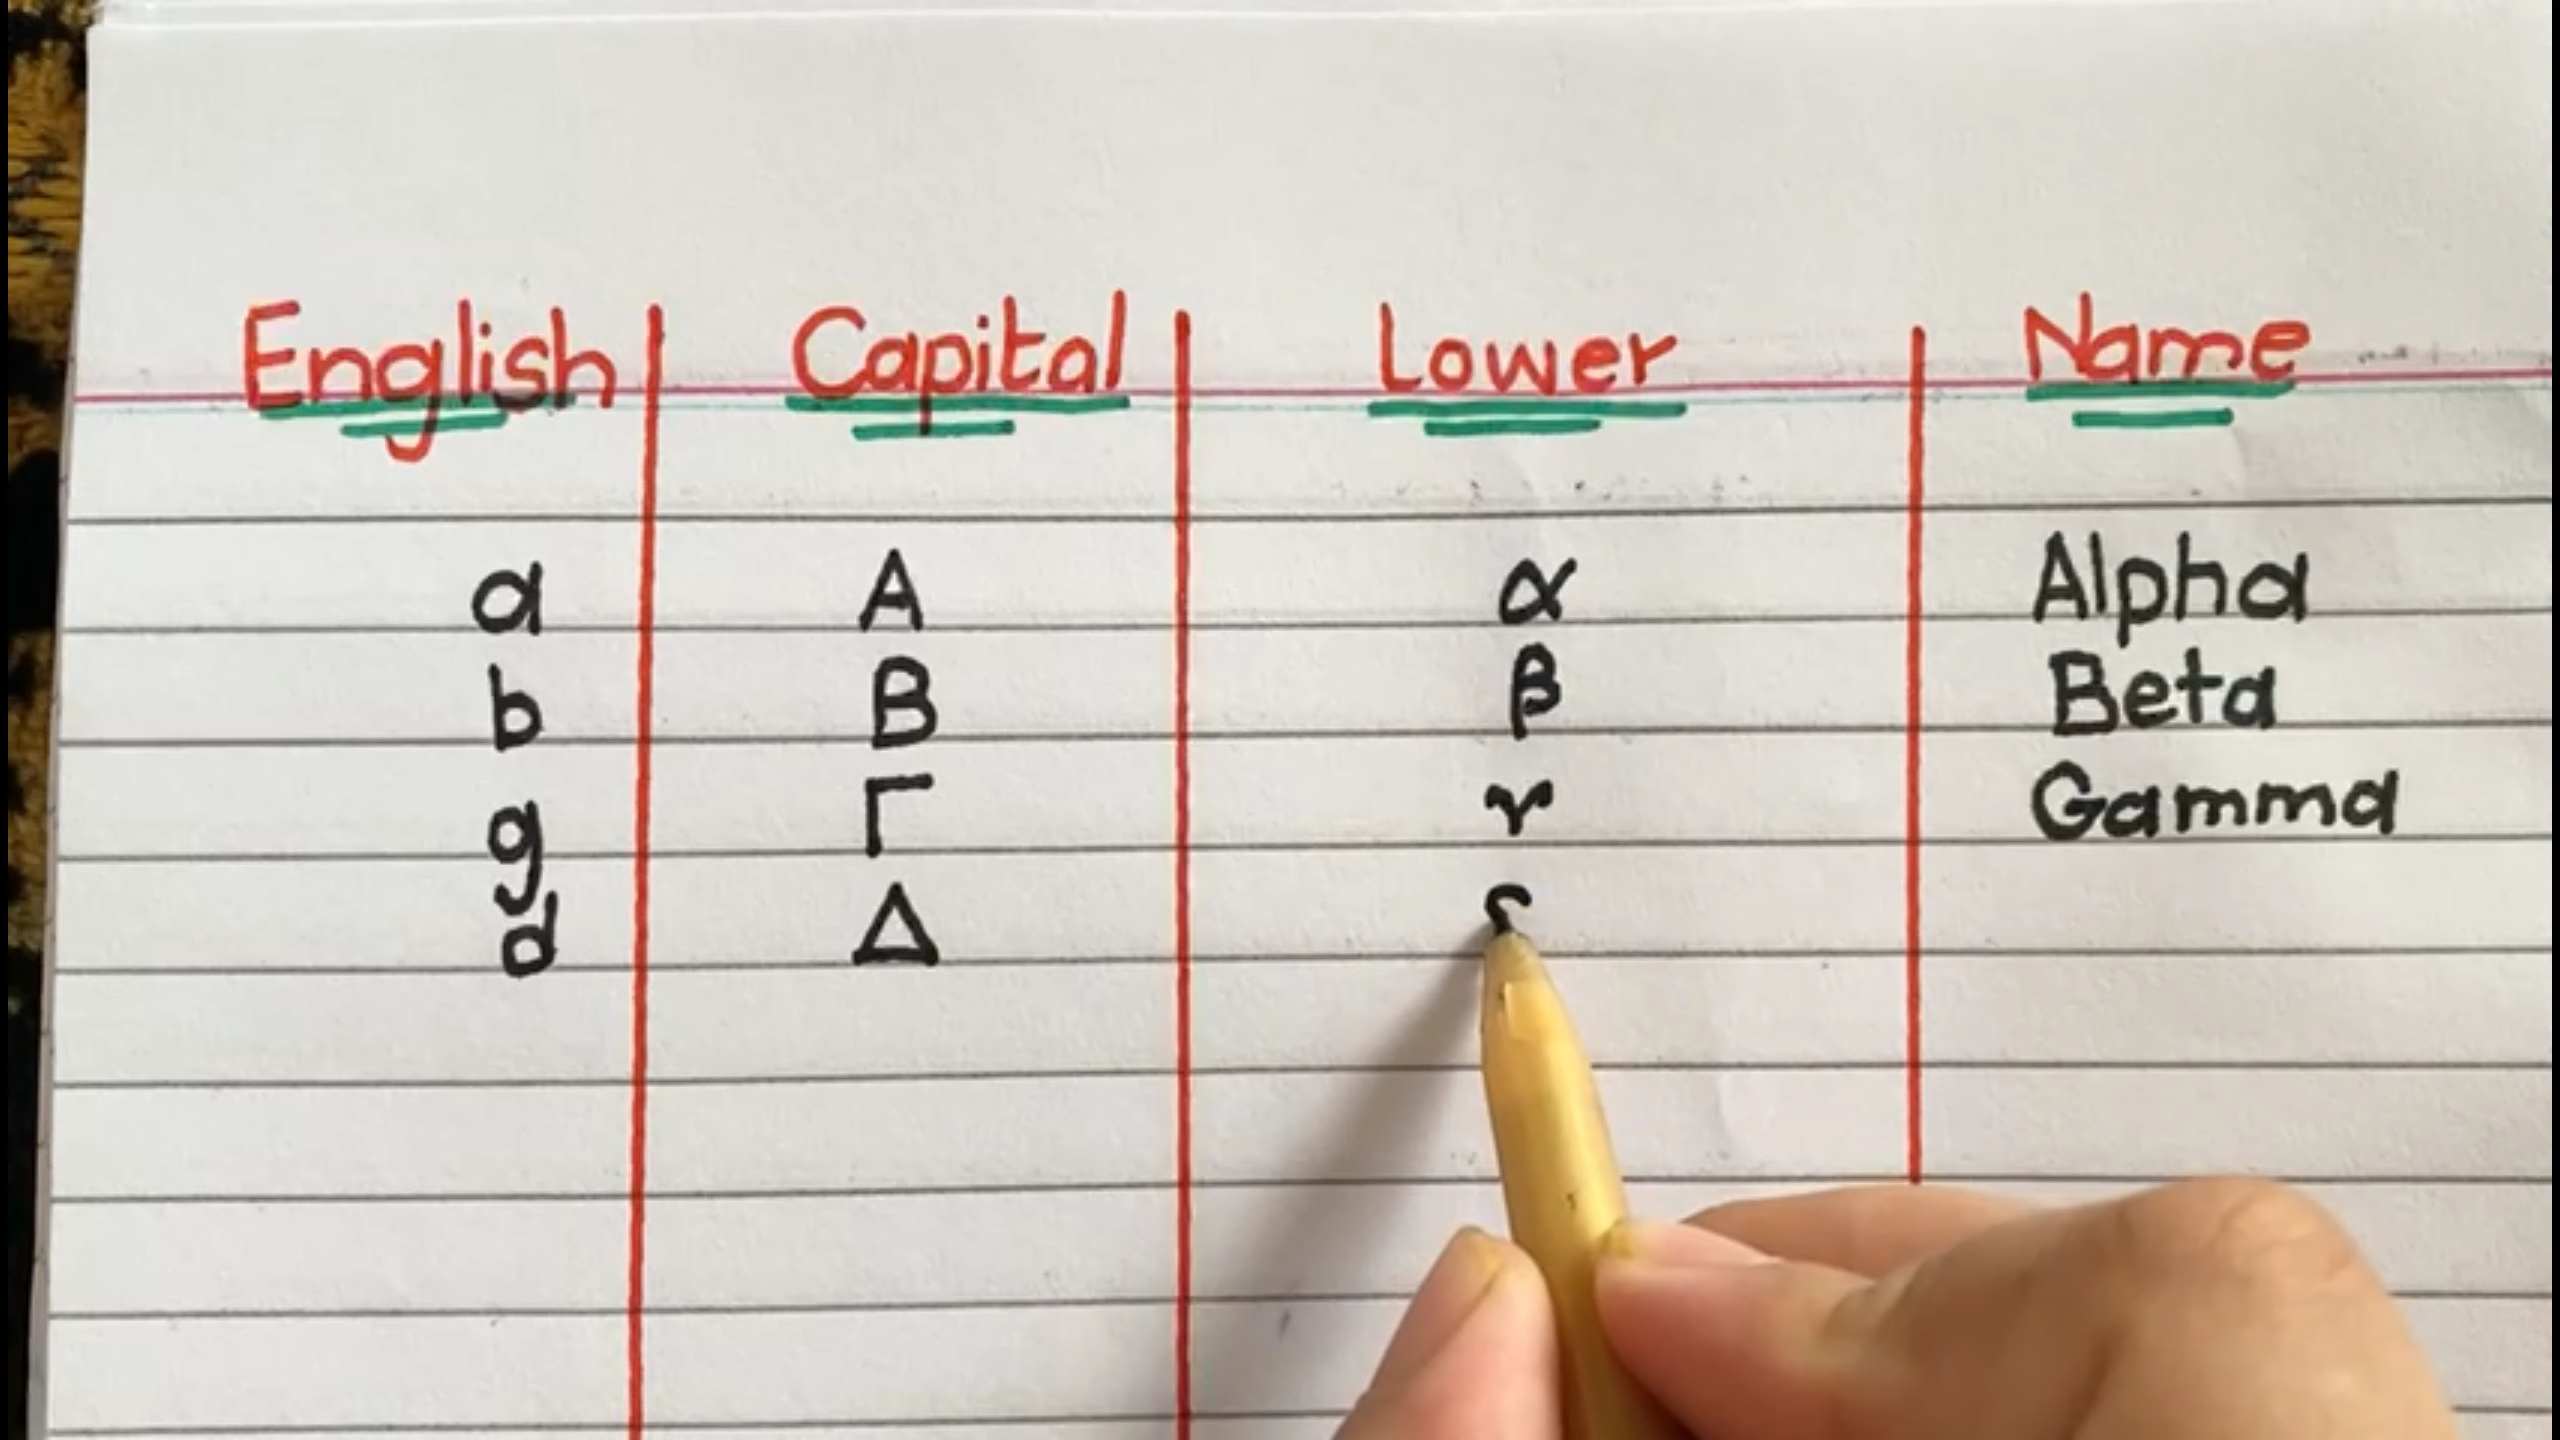 English Capital Lower Name
a A α Alpha
b B β Beta
g Γ γ Gamma
d Δ